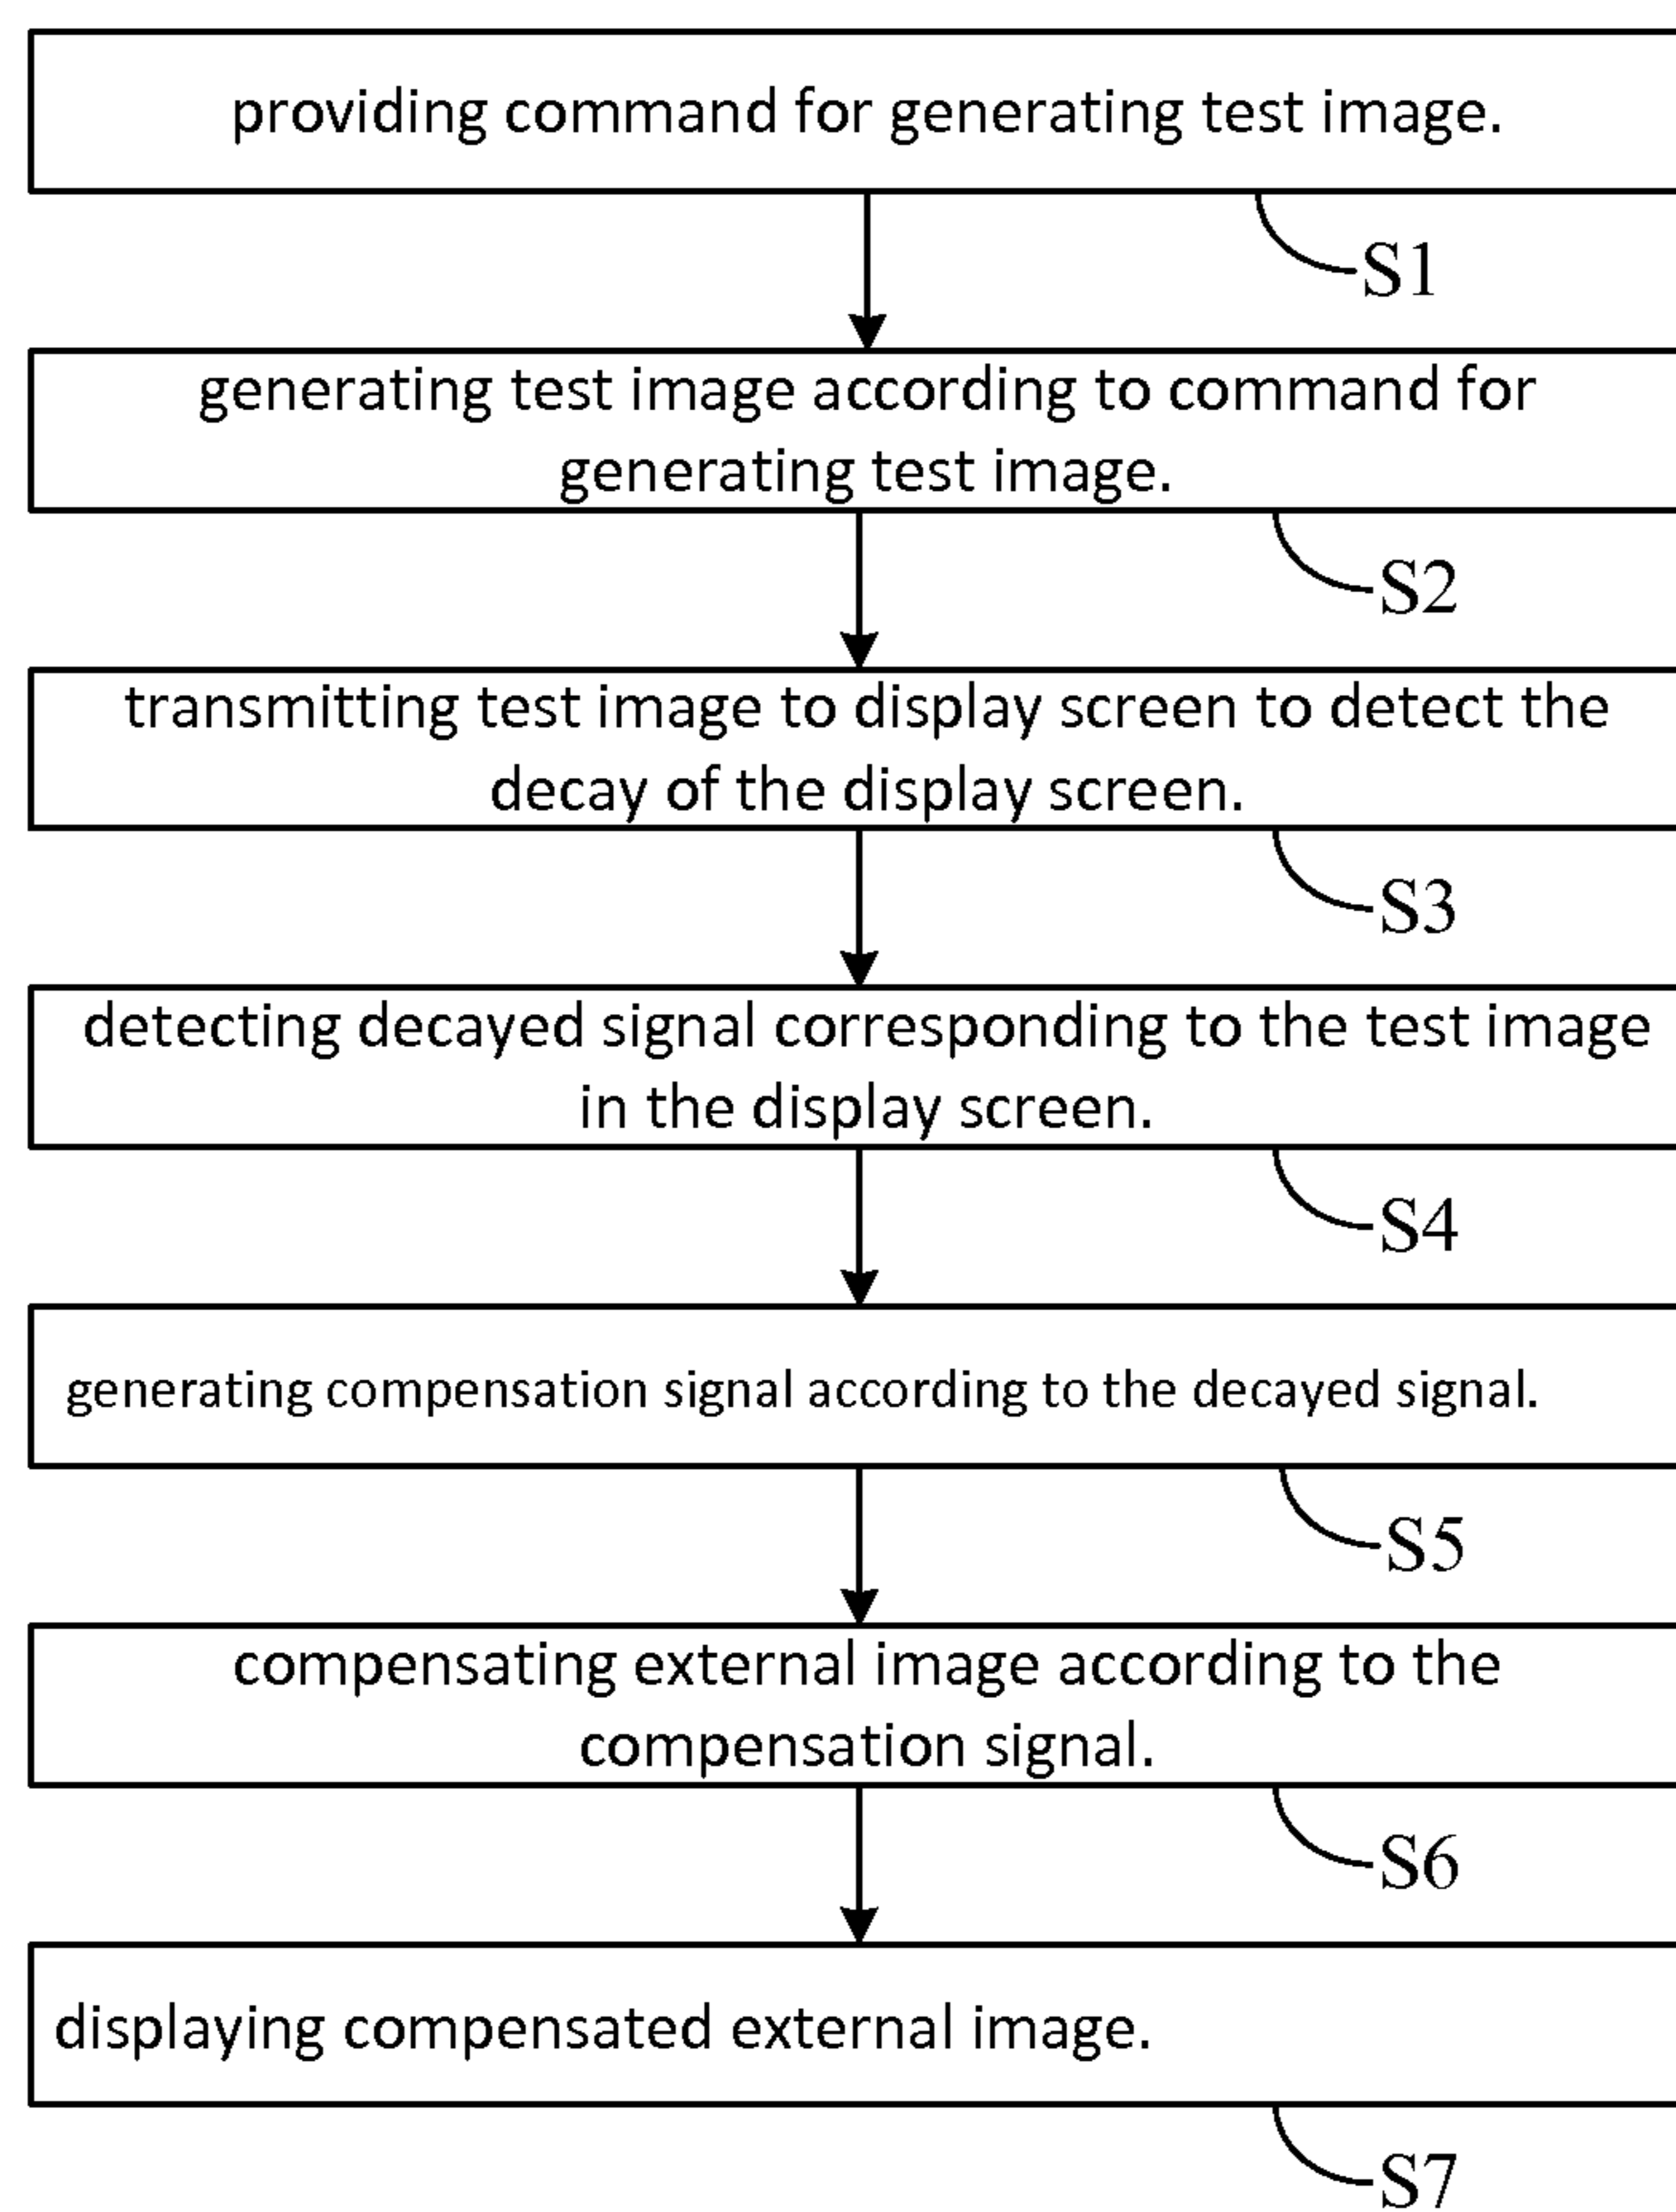 providing command for generating test image.
S1
generating test image according to command for
generating test image.
S2
transmitting test image to display screen to detect the
decay of the display screen.
S3
detecting decayed signal corresponding to the test image
in the display screen.
S4
generating compensation signal according to the decayed signal.
S5
compensating external image according to the
compensation signal.
S6
displaying compensated external image.
S7